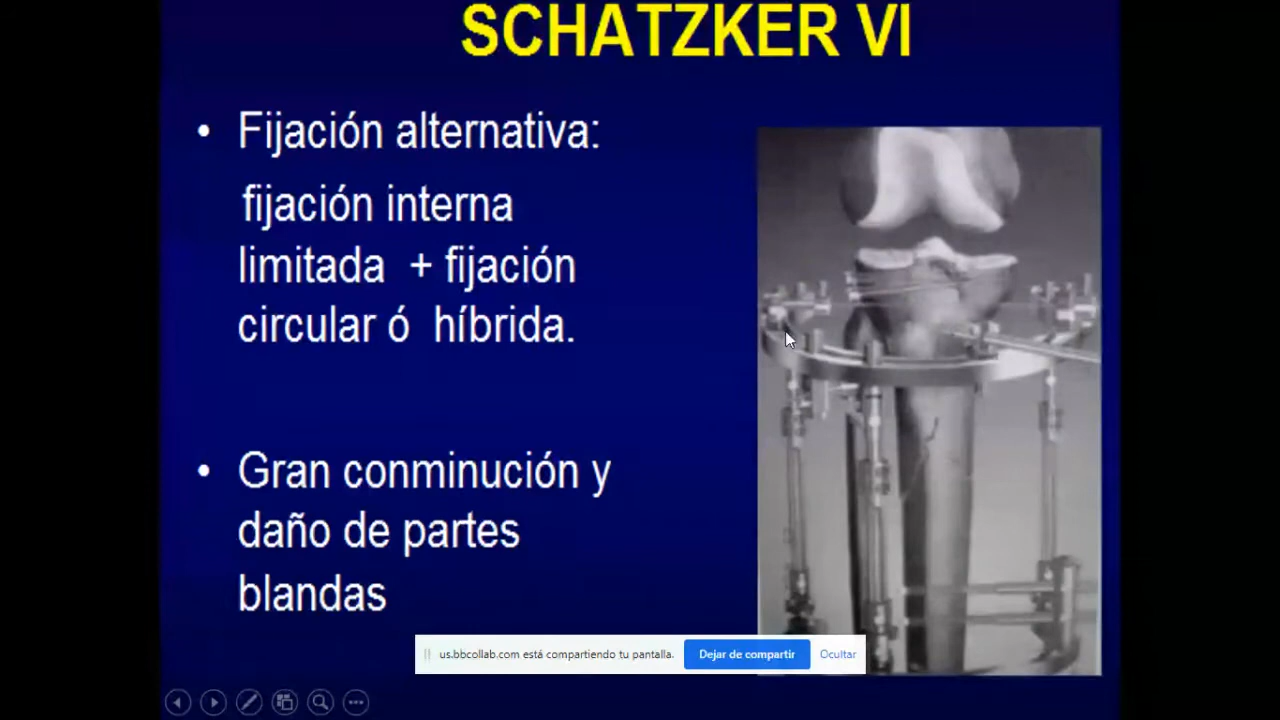 SCHATZKER VI
• Fijación alternativa:
fijación interna
limitada + fijación
circular ó híbrida.
• Gran conminución y
daño de partes
blandas
us.bbcollab.com está compartiendo tu pantalla. Dejar de compartir Ocultar